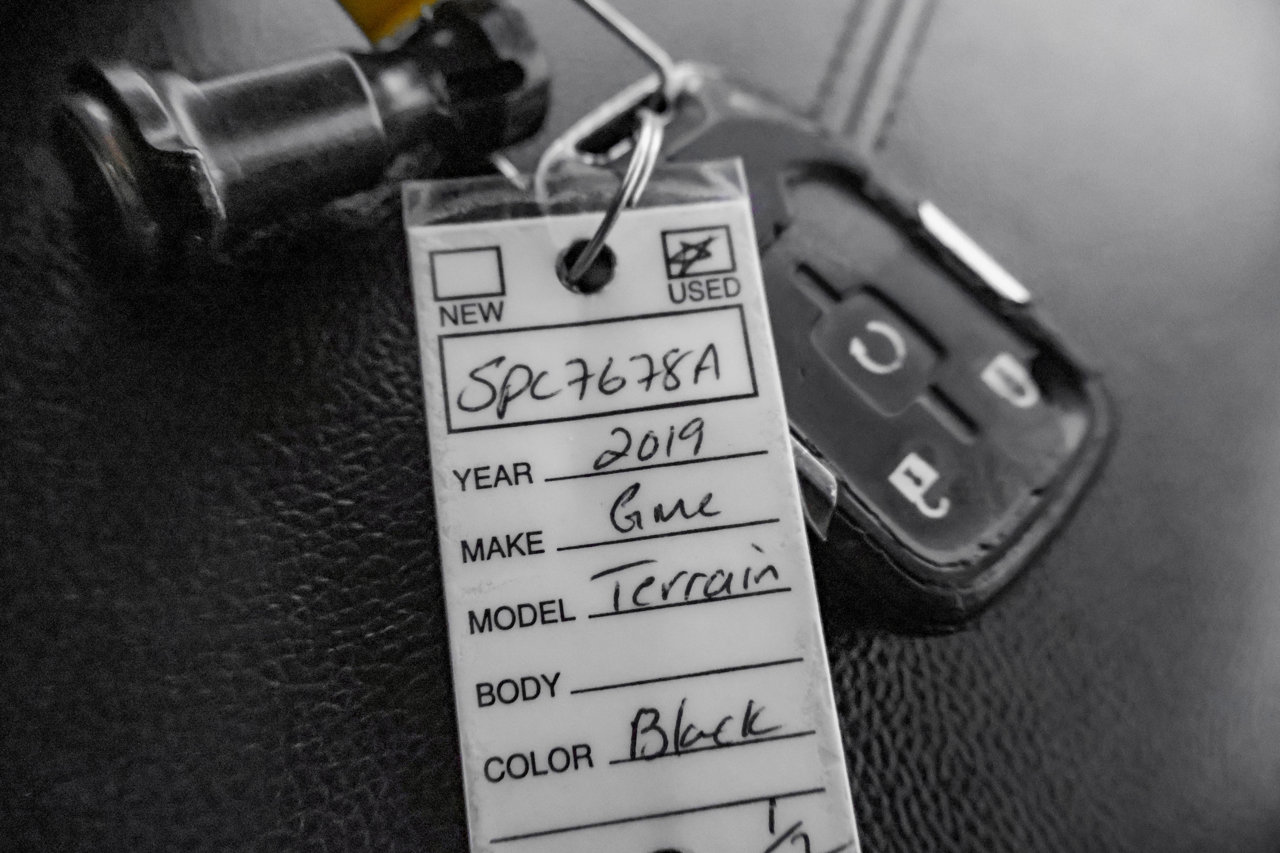 NEW USED
Spc7678A
YEAR 2019
MAKE Gmc
MODEL Terrain
BODY
COLOR Black